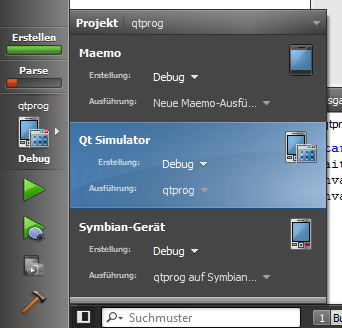 Erstellen
Parse
qtprog
Debug
Projekt qtprog
Maemo
Erstellung: Debug
Ausführung: Neue Maemo-Ausfü...
Qt Simulator
Erstellung: Debug
Ausführung: qtprog
Symbian-Gerät
Erstellung: Debug
Ausführung: qtprog auf Symbian...
Suchmuster
1 Bu